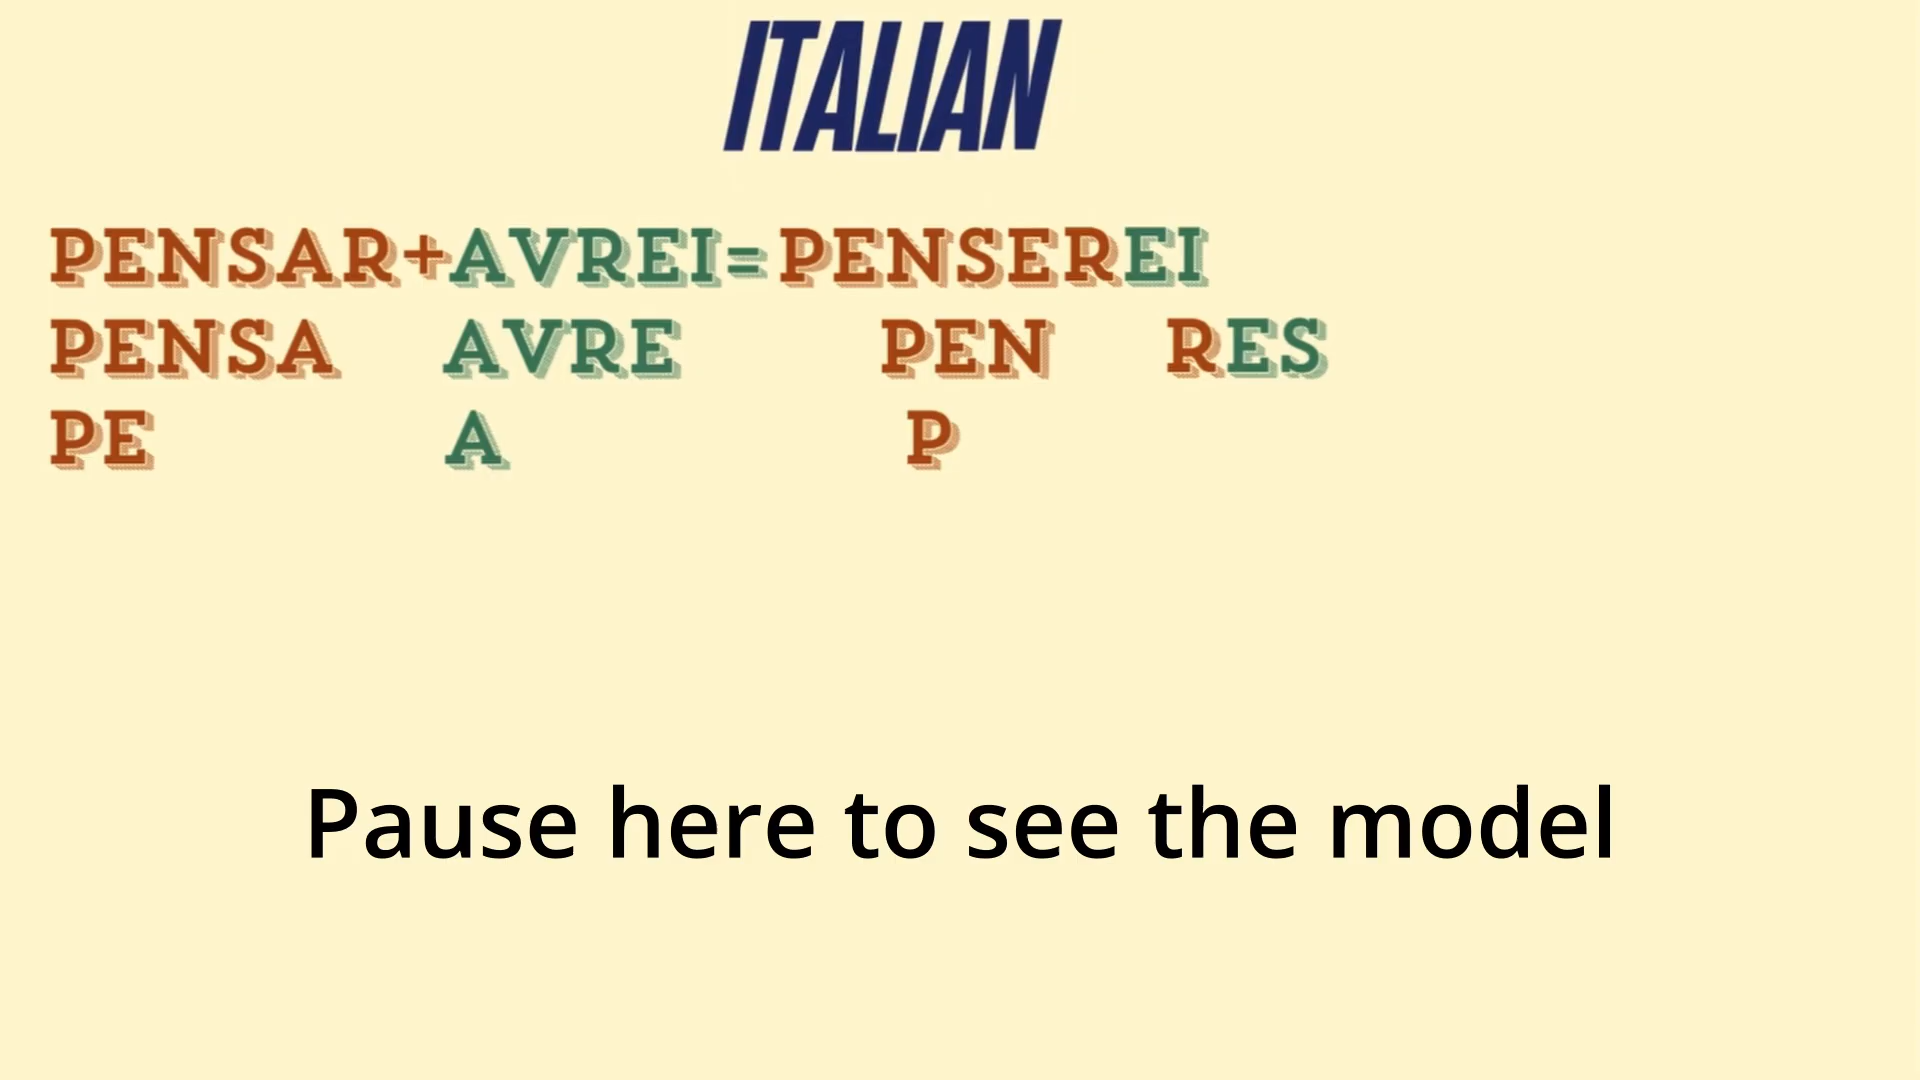 ITALIAN
PENSAR+AVREI=PENSEREI
PENSA AVRE PEN RES
PE A P
Pause here to see the model